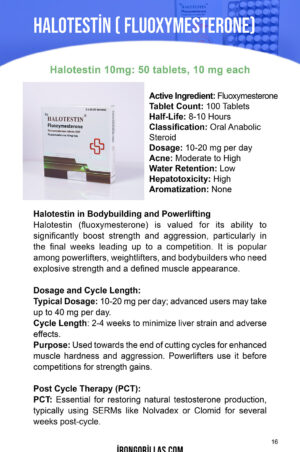 HALOTESTİN ( FLUOXYMESTERONE)
Halotestin 10mg: 50 tablets, 10 mg each
"HALOTESTIN"
Fluoxymesterone
Active Ingredient: Fluoxymesterone
Tablet Count: 100 Tablets
Half-Life: 8-10 Hours
Classification: Oral Anabolic
Steroid
Dosage: 10-20 mg per day
Acne: Moderate to High
Water Retention: Low
Hepatotoxicity: High
Aromatization: None
Halotestin in Bodybuilding and Powerlifting
Halotestin (fluoxymesterone) is valued for its ability to
significantly boost strength and aggression, particularly in
the final weeks leading up to a competition. It is popular
among powerlifters, weightlifters, and bodybuilders who need
explosive strength and a defined muscle appearance.
Dosage and Cycle Length:
Typical Dosage: 10-20 mg per day; advanced users may take
up to 40 mg per day.
Cycle Length: 2-4 weeks to minimize liver strain and adverse
effects.
Purpose: Used towards the end of cutting cycles for enhanced
muscle hardness and aggression. Powerlifters use it before
competitions for strength gains.
Post Cycle Therapy (PCT):
PCT: Essential for restoring natural testosterone production,
typically using SERMs like Nolvadex or Clomid for several
weeks post-cycle.
16
İRONGORİLLAS.COM